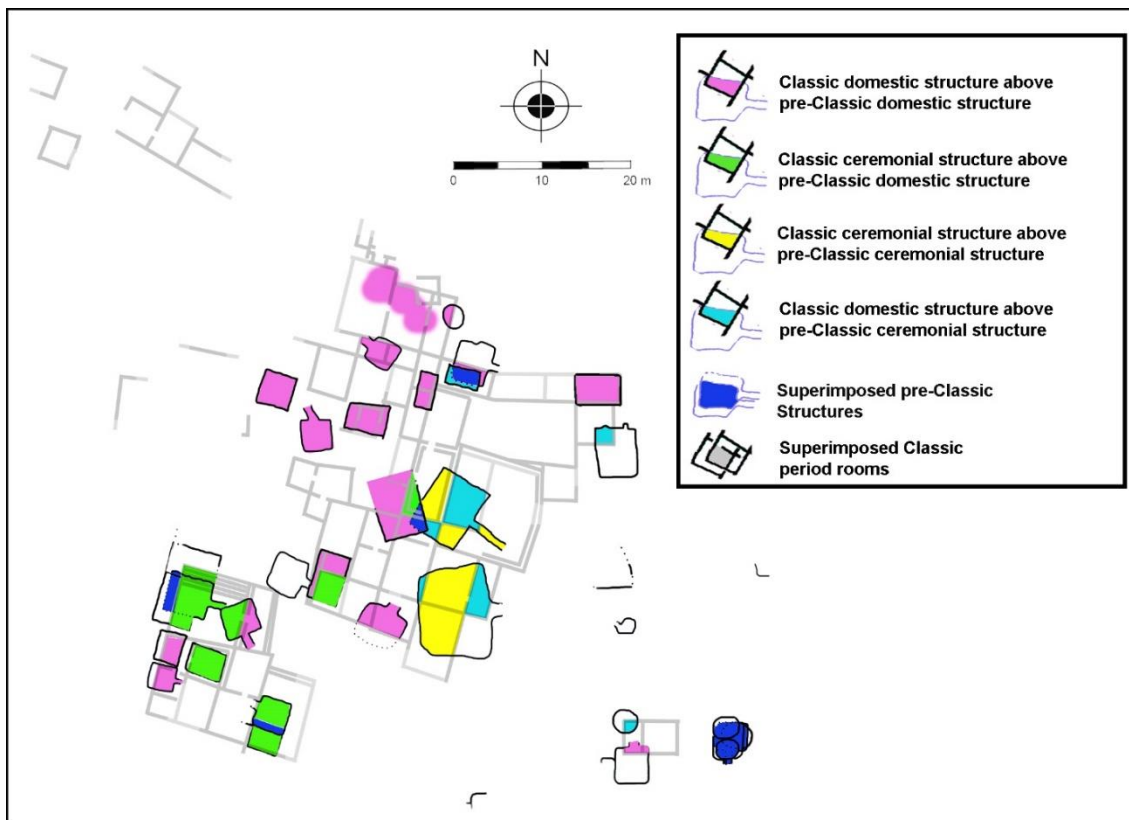 N
0 10 20 m
Classic domestic structure above
pre-Classic domestic structure
Classic ceremonial structure above
pre-Classic domestic structure
Classic ceremonial structure above
pre-Classic ceremonial structure
Classic domestic structure above
pre-Classic ceremonial structure
Superimposed pre-Classic
Structures
Superimposed Classic
period rooms